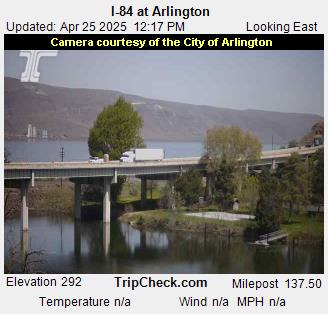 I-84 at Arlington
Updated: Apr 25 2025 12:17 PM Looking East
Camera courtesy of the City of Arlington
Elevation 292 TripCheck.com Milepost 137.50
Temperature n/a Wind n/a MPH n/a